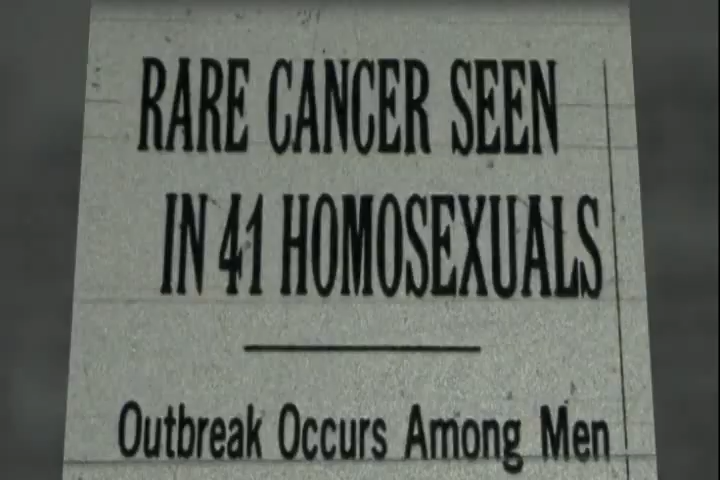 RARE CANCER SEEN
IN 41 HOMOSEXUALS
Outbreak Occurs Among Men